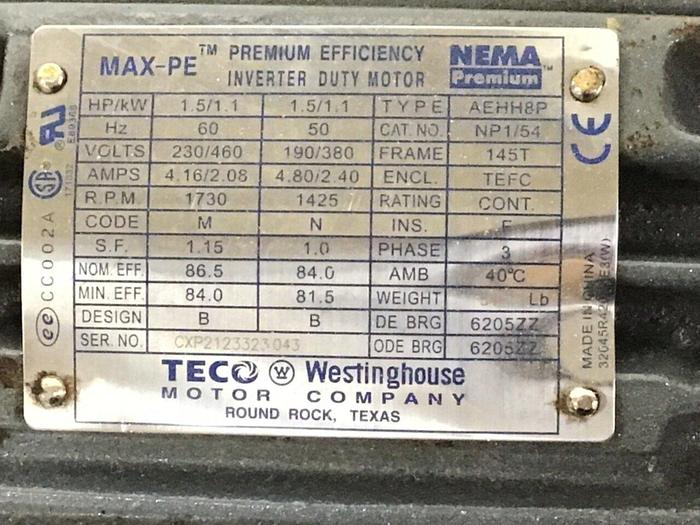 MAX-PE™ PREMIUM EFFICIENCY INVERTER DUTY MOTOR
NEMA Premium™
HP/kW 1.5/1.1 1.5/1.1 TYPE AEHH8P
Hz 60 50 CAT. NO. NP1/54
VOLTS 230/460 190/380 FRAME 145T
AMPS 4.16/2.08 4.80/2.40 ENCL. TEFC
R.P.M. 1730 1425 RATING CONT.
CODE M N INS. F
S.F. 1.15 1.0 PHASE 3
NOM. EFF. 86.5 84.0 AMB 40°C
MIN. EFF. 84.0 81.5 WEIGHT Lb
DESIGN B B DE BRG 6205ZZ
SER. NO. CXP2123323043 ODE BRG 6205ZZ
TECO W Westinghouse
MOTOR COMPANY
ROUND ROCK, TEXAS
ee CC002A
CE
MADE IN CHINA